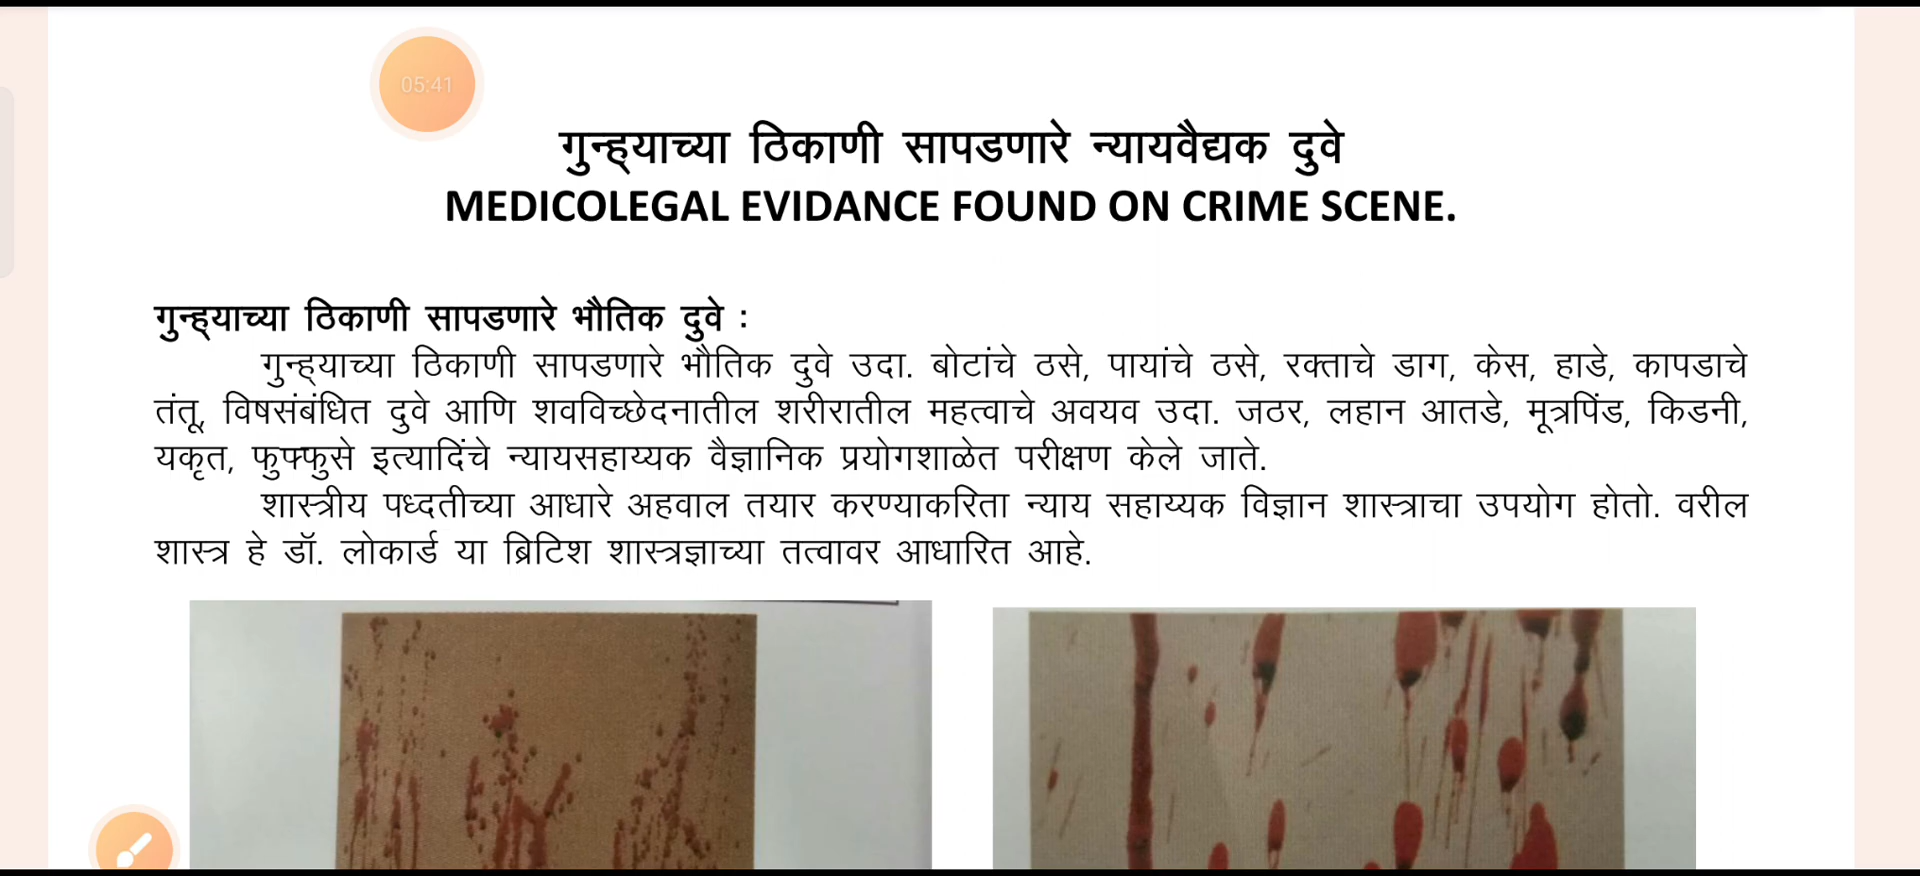 05:41
गुन्ह्याच्या ठिकाणी सापडणारे न्यायवैद्यक दुवे
MEDICOLEGAL EVIDANCE FOUND ON CRIME SCENE.
गुन्ह्याच्या ठिकाणी सापडणारे भौतिक दुवे :
गुन्ह्याच्या ठिकाणी सापडणारे भौतिक दुवे उदा. बोटांचे ठसे, पायांचे ठसे, रक्ताचे डाग, केस, हाडे, कापडाचे
तंतू, विषसंबंधित दुवे आणि शवविच्छेदनातील शरीरातील महत्वाचे अवयव उदा. जठर, लहान आतडे, मूत्रपिंड, किडनी,
यकृत, फुफ्फुसे इत्यादिंचे न्यायसहाय्यक वैज्ञानिक प्रयोगशाळेत परीक्षण केले जाते.
शास्त्रीय पध्दतीच्या आधारे अहवाल तयार करण्याकरिता न्याय सहाय्यक विज्ञान शास्त्राचा उपयोग होतो. वरील
शास्त्र हे डॉ. लोकार्ड या ब्रिटिश शास्त्रज्ञाच्या तत्वावर आधारित आहे.